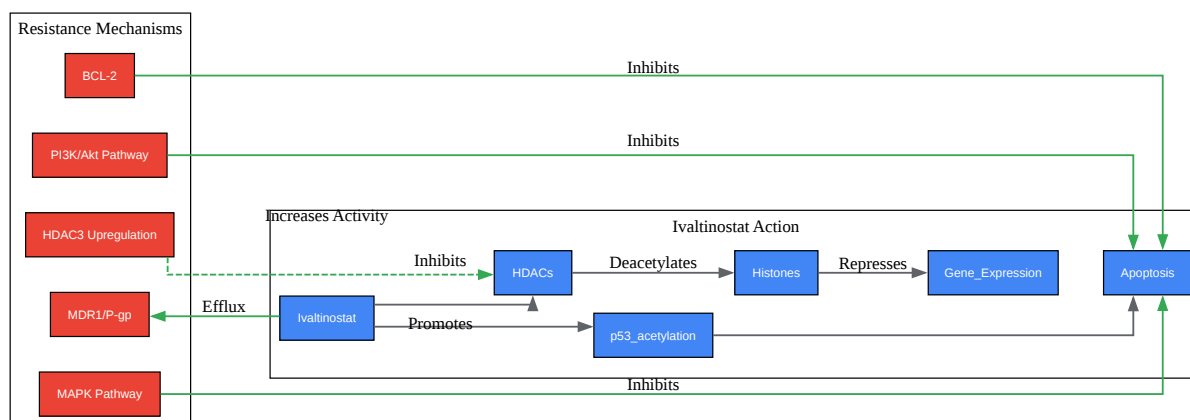 Resistance Mechanisms
BCL-2
Inhibits
PI3K/Akt Pathway
Inhibits
HDAC3 Upregulation
Increases Activity
Ivaltinostat Action
Inhibits
HDACs
Deacetylates
Histones
Represses
Gene_Expression
Apoptosis
MDR1/P-gp
Efflux
Ivaltinostat
Promotes
p53_acetylation
MAPK Pathway
Inhibits